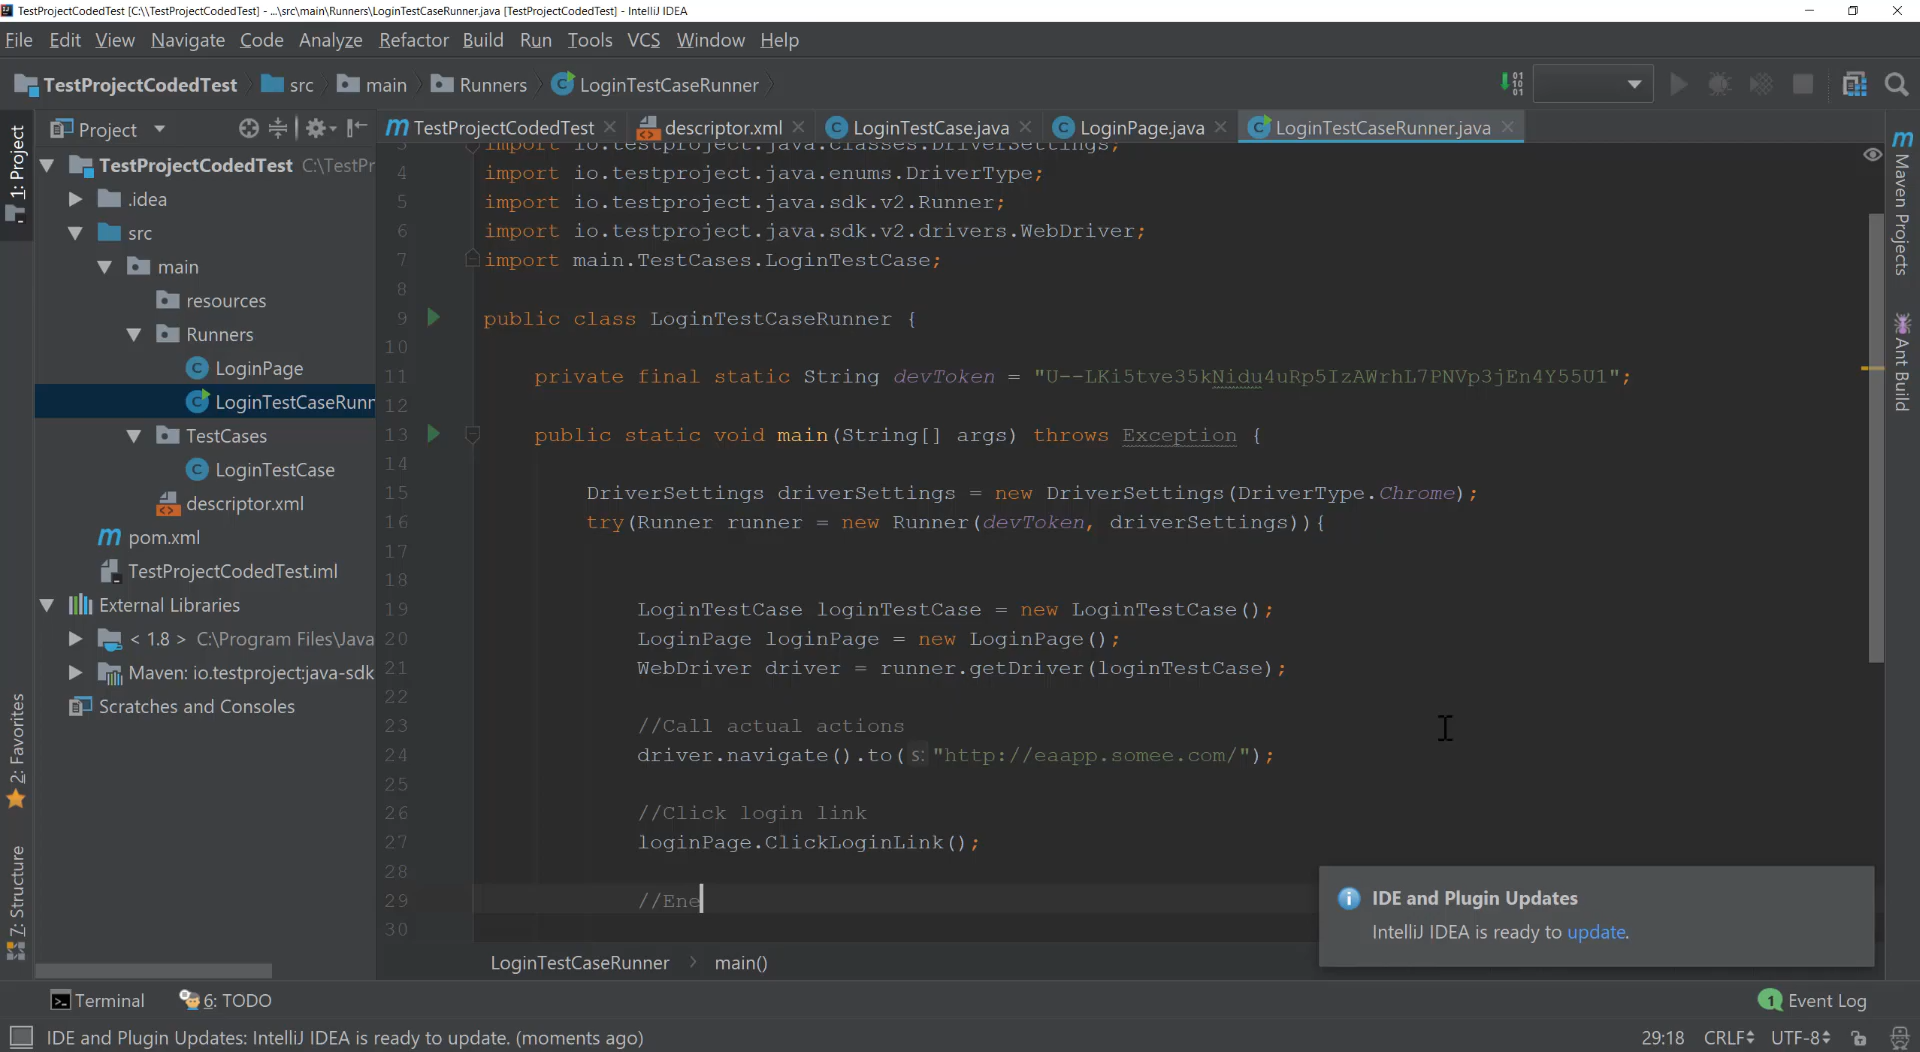 TestProjectCodedTest [C:\\TestProjectCodedTest] - ...\src\main\Runners\LoginTestCaseRunner.java [TestProjectCodedTest] - IntelliJ IDEA
File Edit View Navigate Code Analyze Refactor Build Run Tools VCS Window Help
TestProjectCodedTest src main Runners LoginTestCaseRunner
Project
TestProjectCodedTest descriptor.xml LoginTestCase.java LoginPage.java LoginTestCaseRunner.java
1: Project
2: Favorites
7: Structure
TestProjectCodedTest C:\TestPr
.idea
src
main
resources
Runners
LoginPage
LoginTestCaseRunn
TestCases
LoginTestCase
descriptor.xml
pom.xml
TestProjectCodedTest.iml
External Libraries
< 1.8 > C:\Program Files\Java
Maven: io.testproject:java-sdk
Scratches and Consoles
3 import io.testproject.java.classes.DriverSettings;
4 import io.testproject.java.enums.DriverType;
5 import io.testproject.java.sdk.v2.Runner;
6 import io.testproject.java.sdk.v2.drivers.WebDriver;
7 import main.TestCases.LoginTestCase;
8
9 public class LoginTestCaseRunner {
10
11 private final static String devToken = "U--LKi5tve35kNidu4uRp5IzAWrhL7PNVp3jEn4Y55U1";
12
13 public static void main(String[] args) throws Exception {
14
15 DriverSettings driverSettings = new DriverSettings(DriverType.Chrome);
16 try(Runner runner = new Runner(devToken, driverSettings)){
17
18
19 LoginTestCase loginTestCase = new LoginTestCase();
20 LoginPage loginPage = new LoginPage();
21 WebDriver driver = runner.getDriver(loginTestCase);
22
23 //Call actual actions
24 driver.navigate().to( s: "http://eaapp.somee.com/");
25
26 //Click login link
27 loginPage.ClickLoginLink();
28
29 //Ene
30
LoginTestCaseRunner main()
Maven Projects
Ant Build
IDE and Plugin Updates
IntelliJ IDEA is ready to update.
Terminal 6: TODO
1 Event Log
IDE and Plugin Updates: IntelliJ IDEA is ready to update. (moments ago)
29:18 CRLF UTF-8